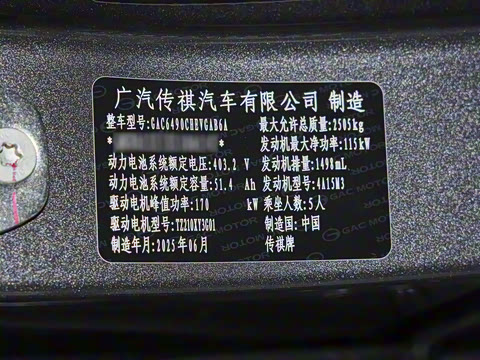 广汽传祺汽车有限公司 制造
整车型号:GAC6490CHEVGAB6A 最大允许总质量:2505kg
* * 发动机最大净功率:115kW
动力电池系统额定电压:403.2 V 发动机排量:1498mL
动力电池系统额定容量:51.4 Ah 发动机型号:4A15M3
驱动电机峰值功率:170 kW 乘坐人数:5人
驱动电机型号:TZ210XY3G01 制造国:中国
制造年月:2025年06月 传祺牌
GAC MOTOR